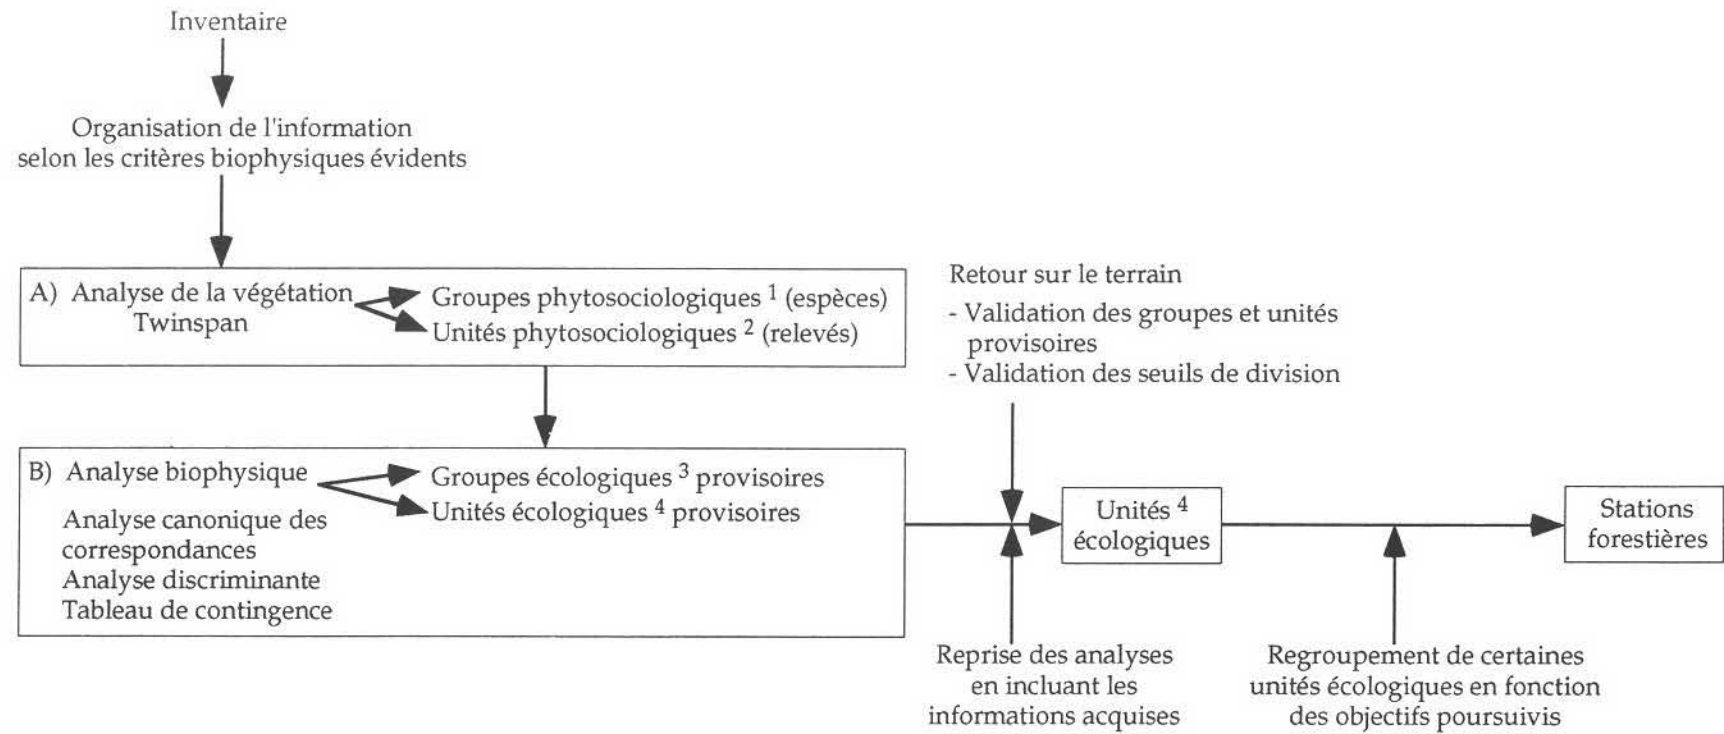 Inventaire
Organisation de l'information
selon les critères biophysiques évidents
A) Analyse de la végétation
Twinspan
Groupes phytosociologiques 1 (espèces)
Unités phytosociologiques 2 (relevés)
Retour sur le terrain
- Validation des groupes et unités
provisoires
- Validation des seuils de division
B) Analyse biophysique
Groupes écologiques 3 provisoires
Unités écologiques 4 provisoires
Analyse canonique des
correspondances
Analyse discriminante
Tableau de contingence
Unités 4
écologiques
Stations
forestières
Reprise des analyses
en incluant les
informations acquises
Regroupement de certaines
unités écologiques en fonction
des objectifs poursuivis